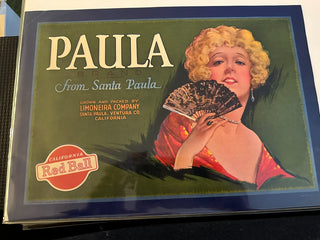 PAULA
from Santa Paula
GROWN AND PACKED BY
LIMONEIRA COMPANY
SANTA PAULA, VENTURA CO.
CALIFORNIA
CALIFORNIA
Red Ball